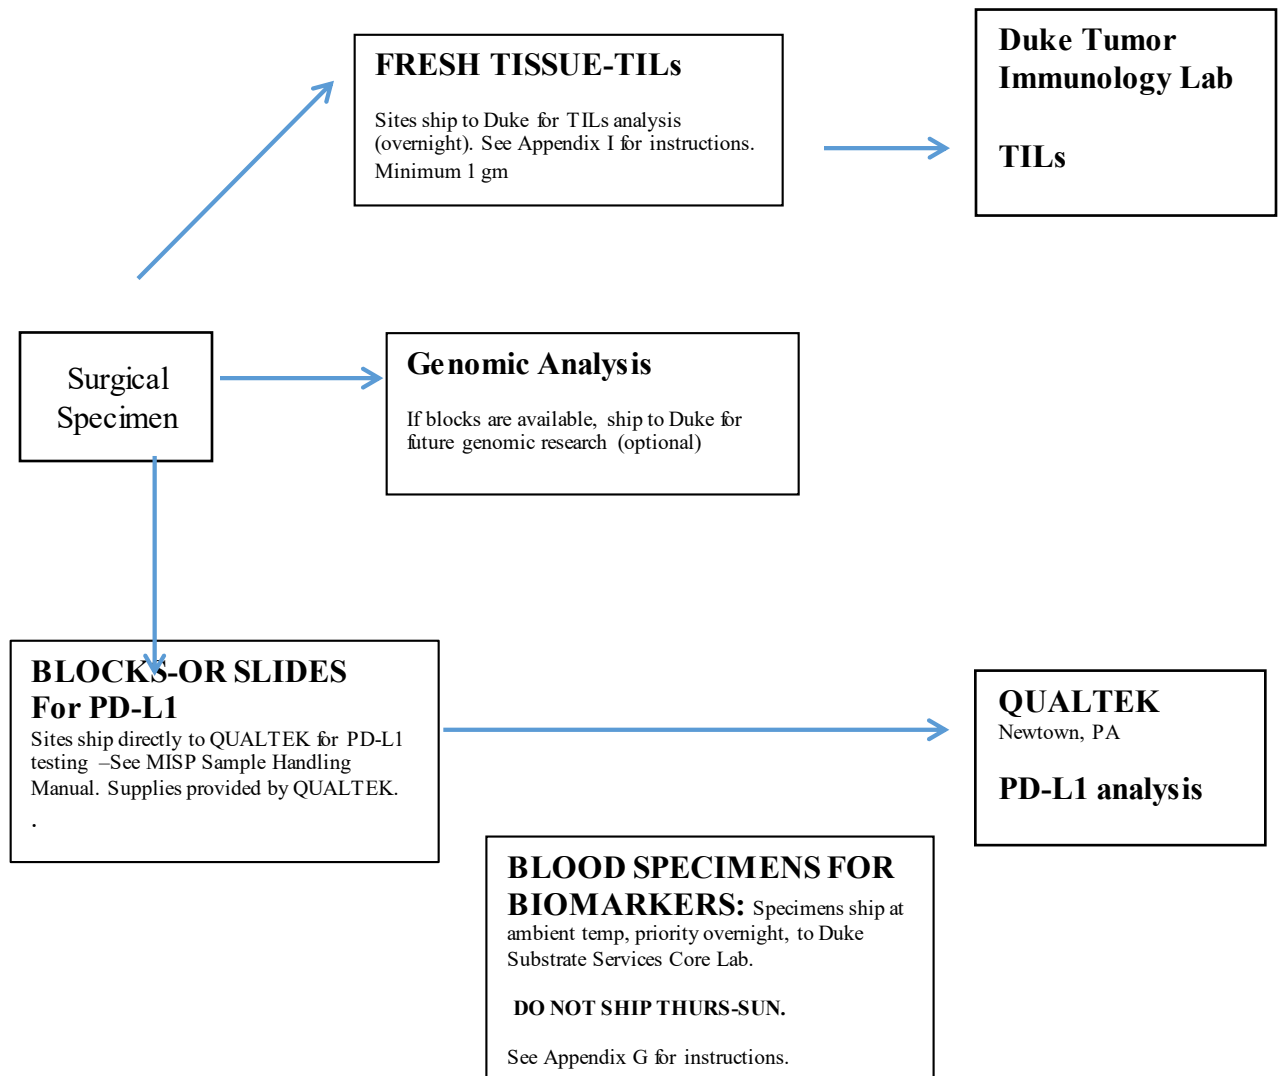 FRESH TISSUE-TILs
Sites ship to Duke for TILs analysis
(overnight). See Appendix I for instructions.
Minimum 1 gm
Duke Tumor
Immunology Lab
TILs
Surgical
Specimen
Genomic Analysis
If blocks are available, ship to Duke for
future genomic research (optional)
BLOCKS-OR SLIDES
For PD-L1
Sites ship directly to QUALTEK for PD-L1
testing –See MISP Sample Handling
Manual. Supplies provided by QUALTEK.
.
QUALTEK
Newtown, PA
PD-L1 analysis
BLOOD SPECIMENS FOR
BIOMARKERS: Specimens ship at
ambient temp, priority overnight, to Duke
Substrate Services Core Lab.
DO NOT SHIP THURS-SUN.
See Appendix G for instructions.